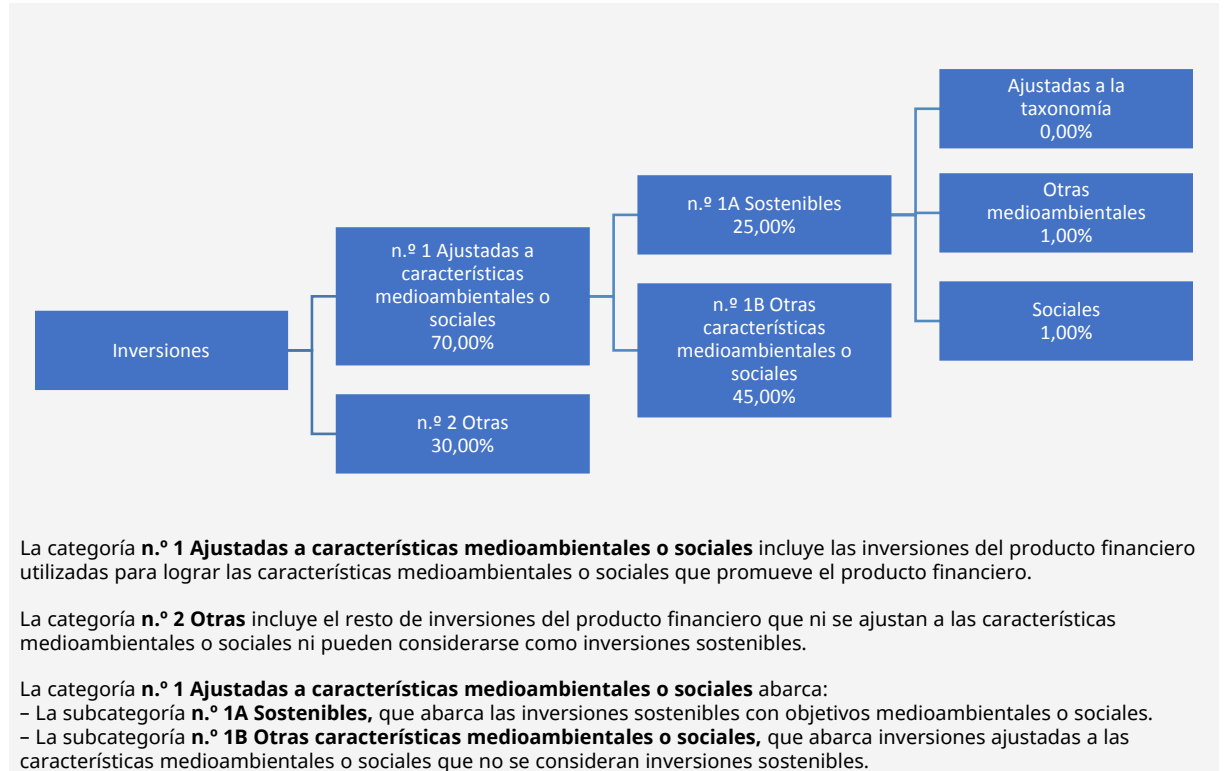 Inversiones
n.º 1 Ajustadas a
características
medioambientales o
sociales
70,00%
n.º 2 Otras
30,00%
n.º 1A Sostenibles
25,00%
n.º 1B Otras
características
medioambientales o
sociales
45,00%
Ajustadas a la
taxonomía
0,00%
Otras
medioambientales
1,00%
Sociales
1,00%
La categoría n.º 1 Ajustadas a características medioambientales o sociales incluye las inversiones del producto financiero
utilizadas para lograr las características medioambientales o sociales que promueve el producto financiero.
La categoría n.º 2 Otras incluye el resto de inversiones del producto financiero que ni se ajustan a las características
medioambientales o sociales ni pueden considerarse como inversiones sostenibles.
La categoría n.º 1 Ajustadas a características medioambientales o sociales abarca:
– La subcategoría n.º 1A Sostenibles, que abarca las inversiones sostenibles con objetivos medioambientales o sociales.
– La subcategoría n.º 1B Otras características medioambientales o sociales, que abarca inversiones ajustadas a las
características medioambientales o sociales que no se consideran inversiones sostenibles.